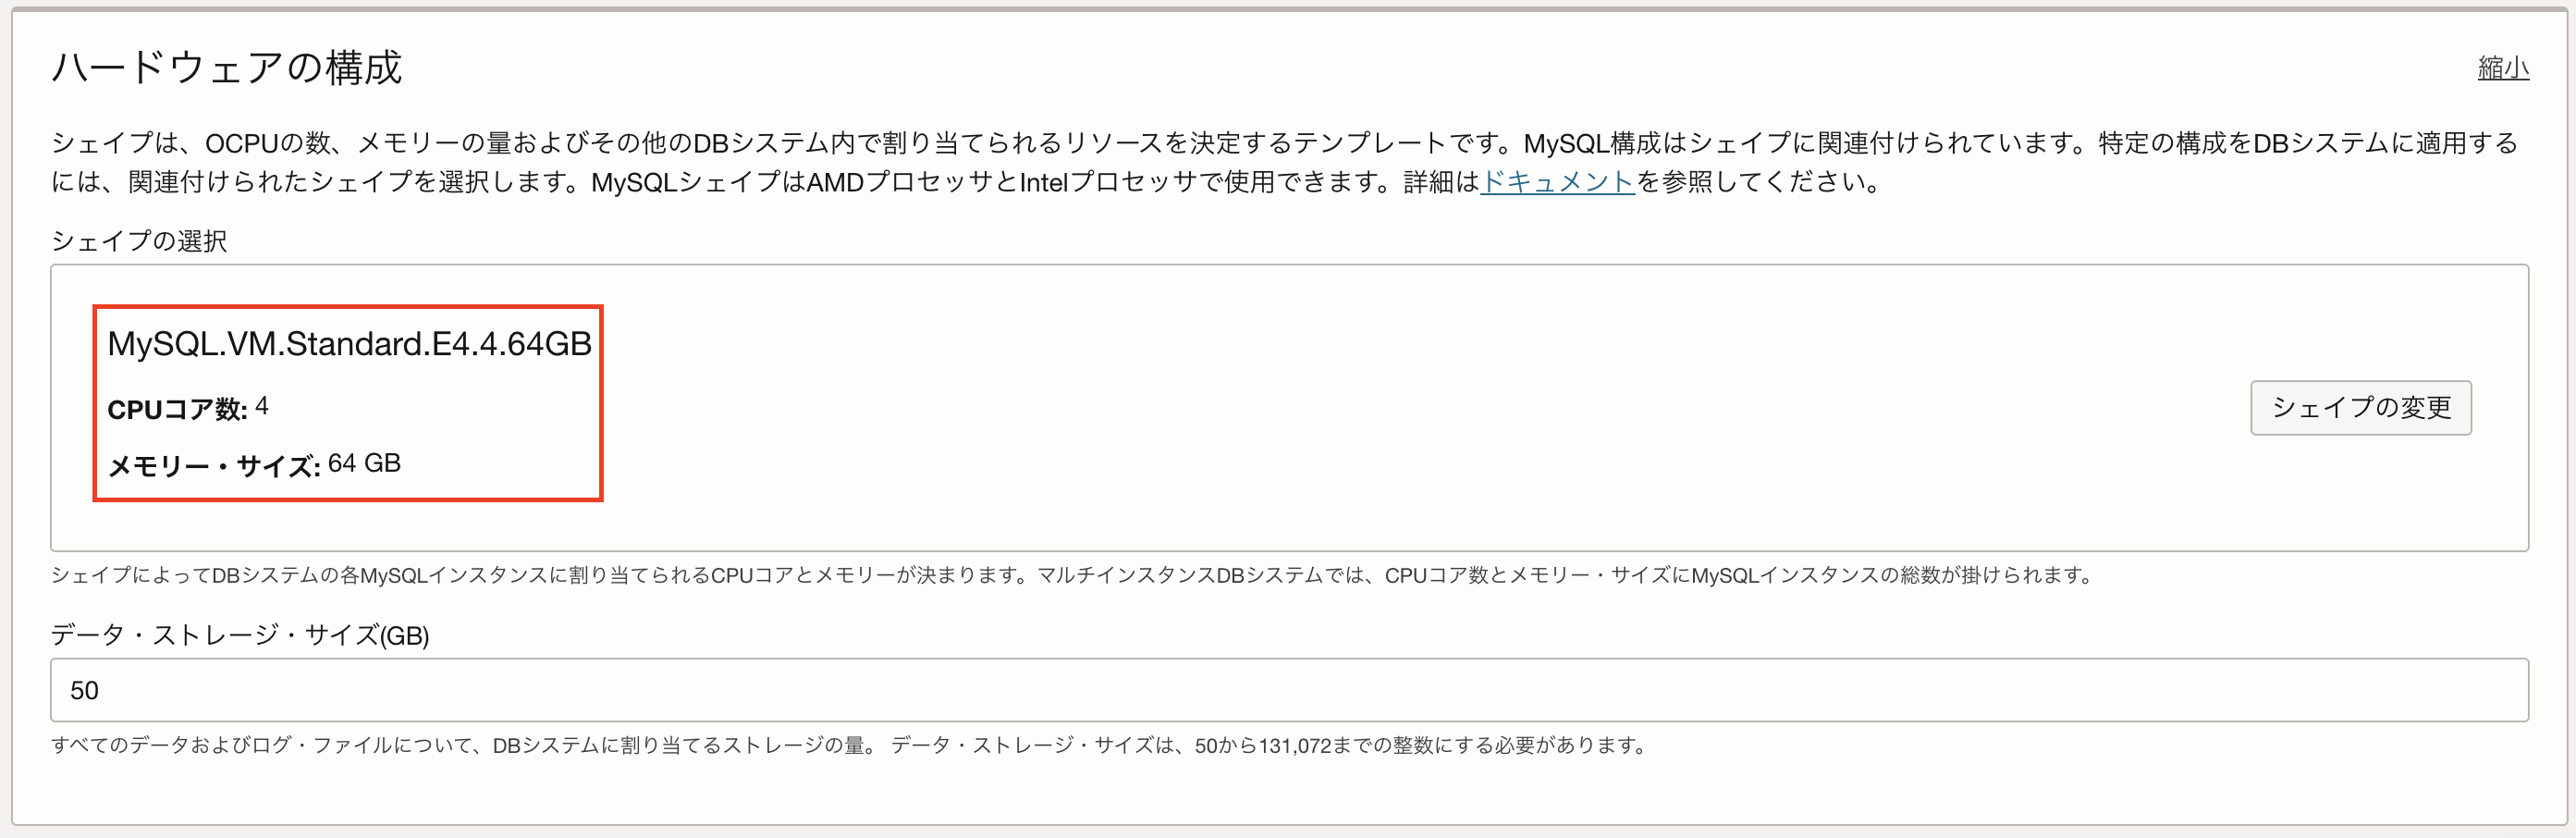 ハードウェアの構成
縮小
シェイプは、OCPUの数、メモリーの量およびその他のDBシステム内で割り当てられるリソースを決定するテンプレートです。MySQL構成はシェイプに関連付けられています。特定の構成をDBシステムに適用する
には、関連付けられたシェイプを選択します。MySQLシェイプはAMDプロセッサとIntelプロセッサで使用できます。詳細はドキュメントを参照してください。
シェイプの選択
MySQL.VM.Standard.E4.4.64GB
CPUコア数: 4
シェイプの変更
メモリー・サイズ: 64 GB
シェイプによってDBシステムの各MySQLインスタンスに割り当てられるCPUコアとメモリーが決まります。マルチインスタンスDBシステムでは、CPUコア数とメモリー・サイズにMySQLインスタンスの総数が掛けられます。
データ・ストレージ・サイズ(GB)
50
すべてのデータおよびログ・ファイルについて、DBシステムに割り当てるストレージの量。 データ・ストレージ・サイズは、50から131,072までの整数にする必要があります。